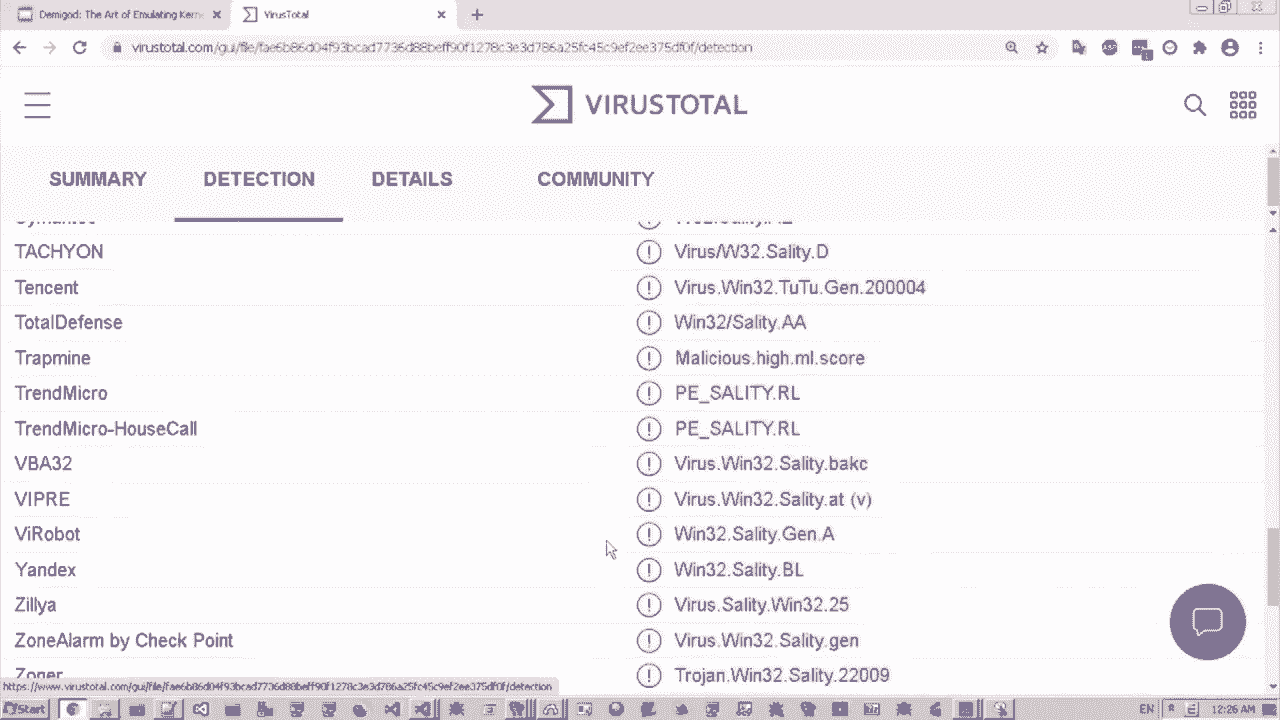 Demigod: The Art of Emulating Kerne
VirusTotal
virustotal.com/gui/file/fae6b86d04f93bcad7736d88beff90f1278c3e3d786a25fc45c9ef2ee375df0f/detection
VIRUSTOTAL
SUMMARY DETECTION DETAILS COMMUNITY
TACHYON Virus/W32.Sality.D
Tencent Virus.Win32.TuTu.Gen.200004
TotalDefense Win32/Sality.AA
Trapmine Malicious.high.ml.score
TrendMicro PE_SALITY.RL
TrendMicro-HouseCall PE_SALITY.RL
VBA32 Virus.Win32.Sality.bakc
VIPRE Virus.Win32.Sality.at (v)
ViRobot Win32.Sality.Gen.A
Yandex Win32.Sality.BL
Zillya Virus.Sality.Win32.25
ZoneAlarm by Check Point Virus.Win32.Sality.gen
Zoner Trojan.Win32.Sality.22009
https://www.virustotal.com/gui/file/fae6b86d04f93bcad7736d88beff90f1278c3e3d786a25fc45c9ef2ee375df0f/detection
Start EN 12:26 AM